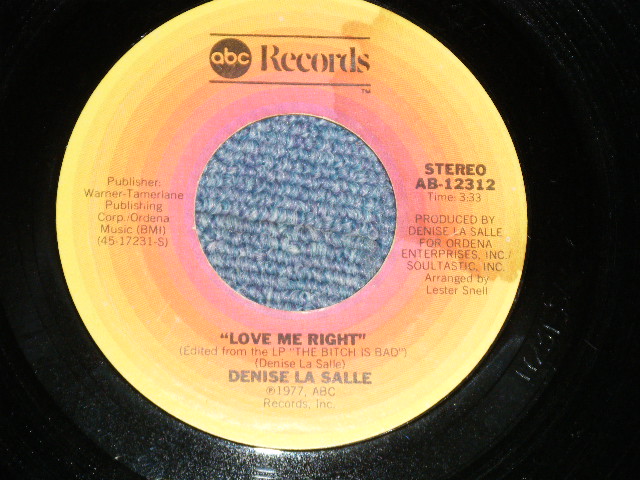 abc Records
TM
Publisher:
Warner-Tamerlane
Publishing
Corp./Ordena
Music (BMI)
(45-17231-S)
STEREO
AB-12312
Time: 3:33
PRODUCED BY
DENISE LA SALLE
FOR ORDENA
ENTERPRISES, INC./
SOULTASTIC, INC.
Arranged by
Lester Snell
"LOVE ME RIGHT"
(Edited from the LP "THE BITCH IS BAD")
(Denise La Salle)
DENISE LA SALLE
℗1977, ABC
Records, Inc.